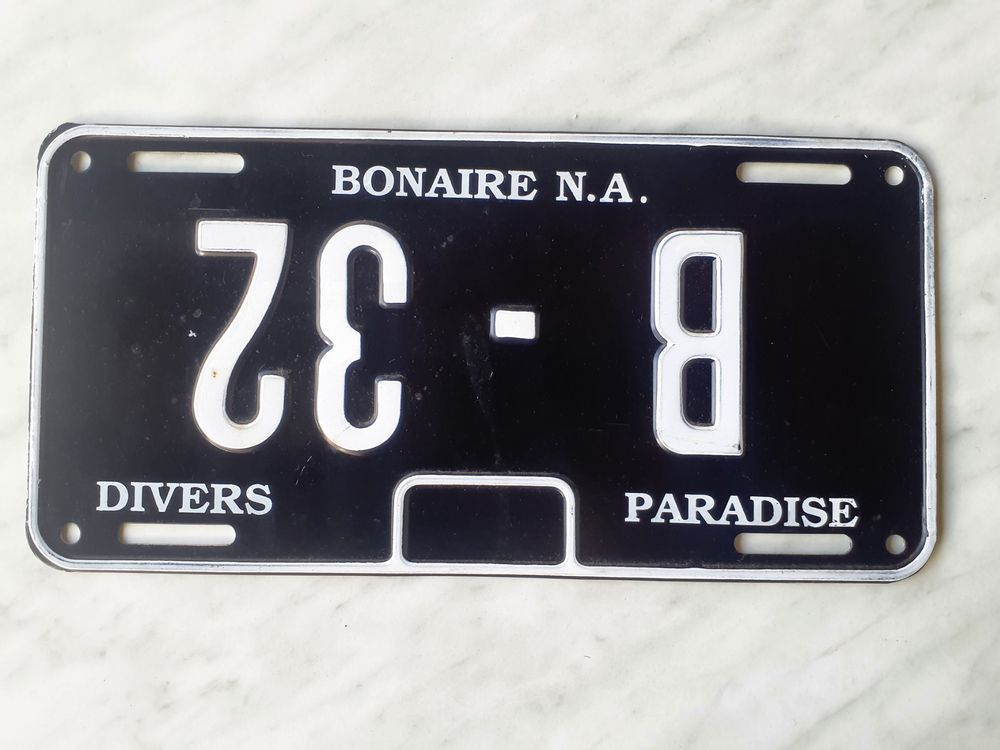 BONAIRE N.A.
B - 32
DIVERS PARADISE